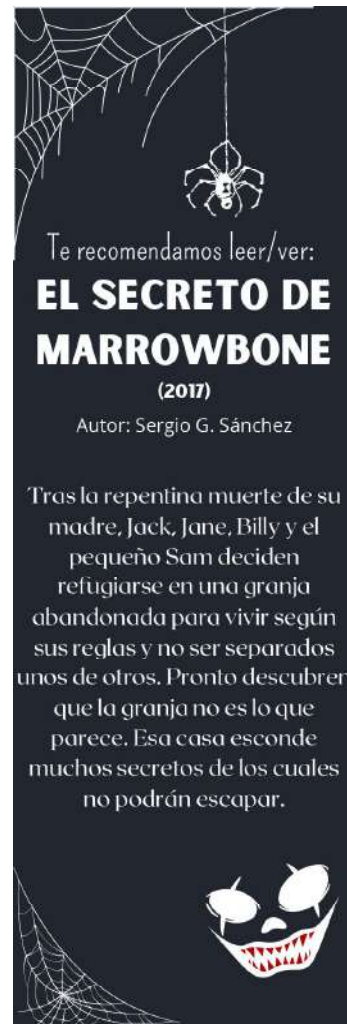 Te recomendamos leer/ver:
EL SECRETO DE
MARROWBONE
(2017)
Autor: Sergio G. Sánchez
Tras la repentina muerte de su
madre, Jack, Jane, Billy y el
pequeño Sam deciden
refugiarse en una granja
abandonada para vivir según
sus reglas y no ser separados
unos de otros. Pronto descubren
que la granja no es lo que
parece. Esa casa esconde
muchos secretos de los cuales
no podrán escapar.